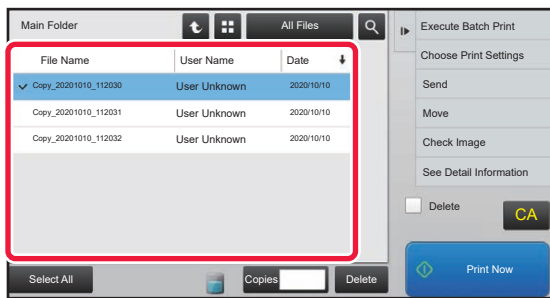 Main Folder
All Files
File Name User Name Date
Copy_20201010_112030 User Unknown 2020/10/10
Copy_20201010_112031 User Unknown 2020/10/10
Copy_20201010_112032 User Unknown 2020/10/10
Select All
Copies
Delete
Execute Batch Print
Choose Print Settings
Send
Move
Check Image
See Detail Information
Delete
CA
Print Now